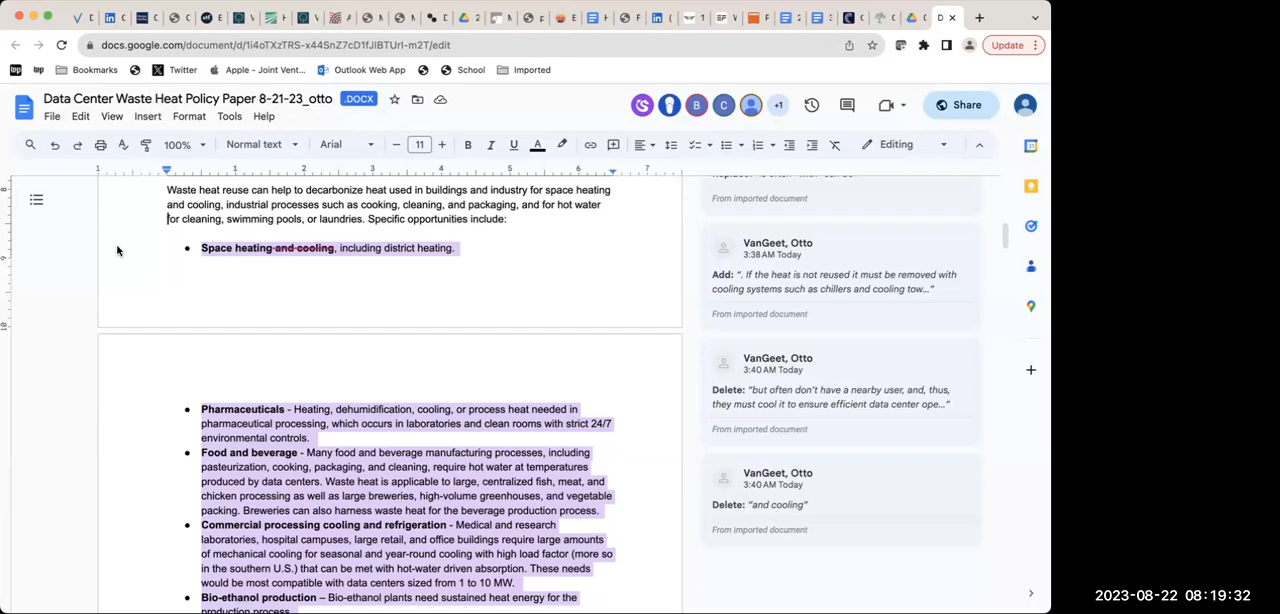 docs.google.com/document/d/1i4oTXzTRS-x44SnZ7cD1fJlBTUrI-m2T/edit
Update
Bookmarks Twitter Apple - Joint Vent... Outlook Web App School Imported
Data Center Waste Heat Policy Paper 8-21-23_otto .DOCX
B C +1
Share
File Edit View Insert Format Tools Help
100% Normal text Arial 11 B I U A Editing
1 1 2 3 4 5 6 7
Waste heat reuse can help to decarbonize heat used in buildings and industry for space heating
and cooling, industrial processes such as cooking, cleaning, and packaging, and for hot water
for cleaning, swimming pools, or laundries. Specific opportunities include:
• Space heating and cooling, including district heating.
• Pharmaceuticals - Heating, dehumidification, cooling, or process heat needed in
pharmaceutical processing, which occurs in laboratories and clean rooms with strict 24/7
environmental controls.
• Food and beverage - Many food and beverage manufacturing processes, including
pasteurization, cooking, packaging, and cleaning, require hot water at temperatures
produced by data centers. Waste heat is applicable to large, centralized fish, meat, and
chicken processing as well as large breweries, high-volume greenhouses, and vegetable
packing. Breweries can also harness waste heat for the beverage production process.
• Commercial processing cooling and refrigeration - Medical and research
laboratories, hospital campuses, large retail, and office buildings require large amounts
of mechanical cooling for seasonal and year-round cooling with high load factor (more so
in the southern U.S.) that can be met with hot-water driven absorption. These needs
would be most compatible with data centers sized from 1 to 10 MW.
• Bio-ethanol production – Bio-ethanol plants need sustained heat energy for the
production process.
From imported document
VanGeet, Otto
3:38 AM Today
Add: “. If the heat is not reused it must be removed with
cooling systems such as chillers and cooling tow...”
From imported document
VanGeet, Otto
3:40 AM Today
Delete: “but often don't have a nearby user, and, thus,
they must cool it to ensure efficient data center ope...”
From imported document
VanGeet, Otto
3:40 AM Today
Delete: “and cooling”
From imported document
2023-08-22 08:19:32